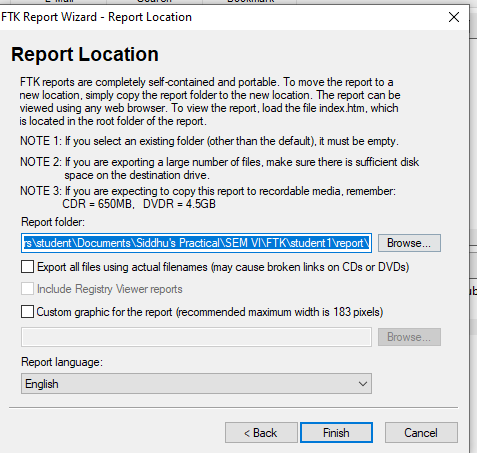 E-Mail Search Bookmark
FTK Report Wizard - Report Location
Report Location
FTK reports are completely self-contained and portable. To move the report to a
new location, simply copy the report folder to the new location. The report can be
viewed using any web browser. To view the report, load the file index.htm, which
is located in the root folder of the report.
NOTE 1: If you select an existing folder (other than the default), it must be empty.
NOTE 2: If you are exporting a large number of files, make sure there is sufficient disk
space on the destination drive.
NOTE 3: If you are expecting to copy this report to recordable media, remember:
CDR = 650MB, DVDR = 4.5GB
Report folder:
rs\student\Documents\Siddhu's Practical\SEM VI\FTK\student1\report\ Browse...
Export all files using actual filenames (may cause broken links on CDs or DVDs)
Include Registry Viewer reports
Custom graphic for the report (recommended maximum width is 183 pixels)
Browse...
Report language:
English
< Back Finish Cancel